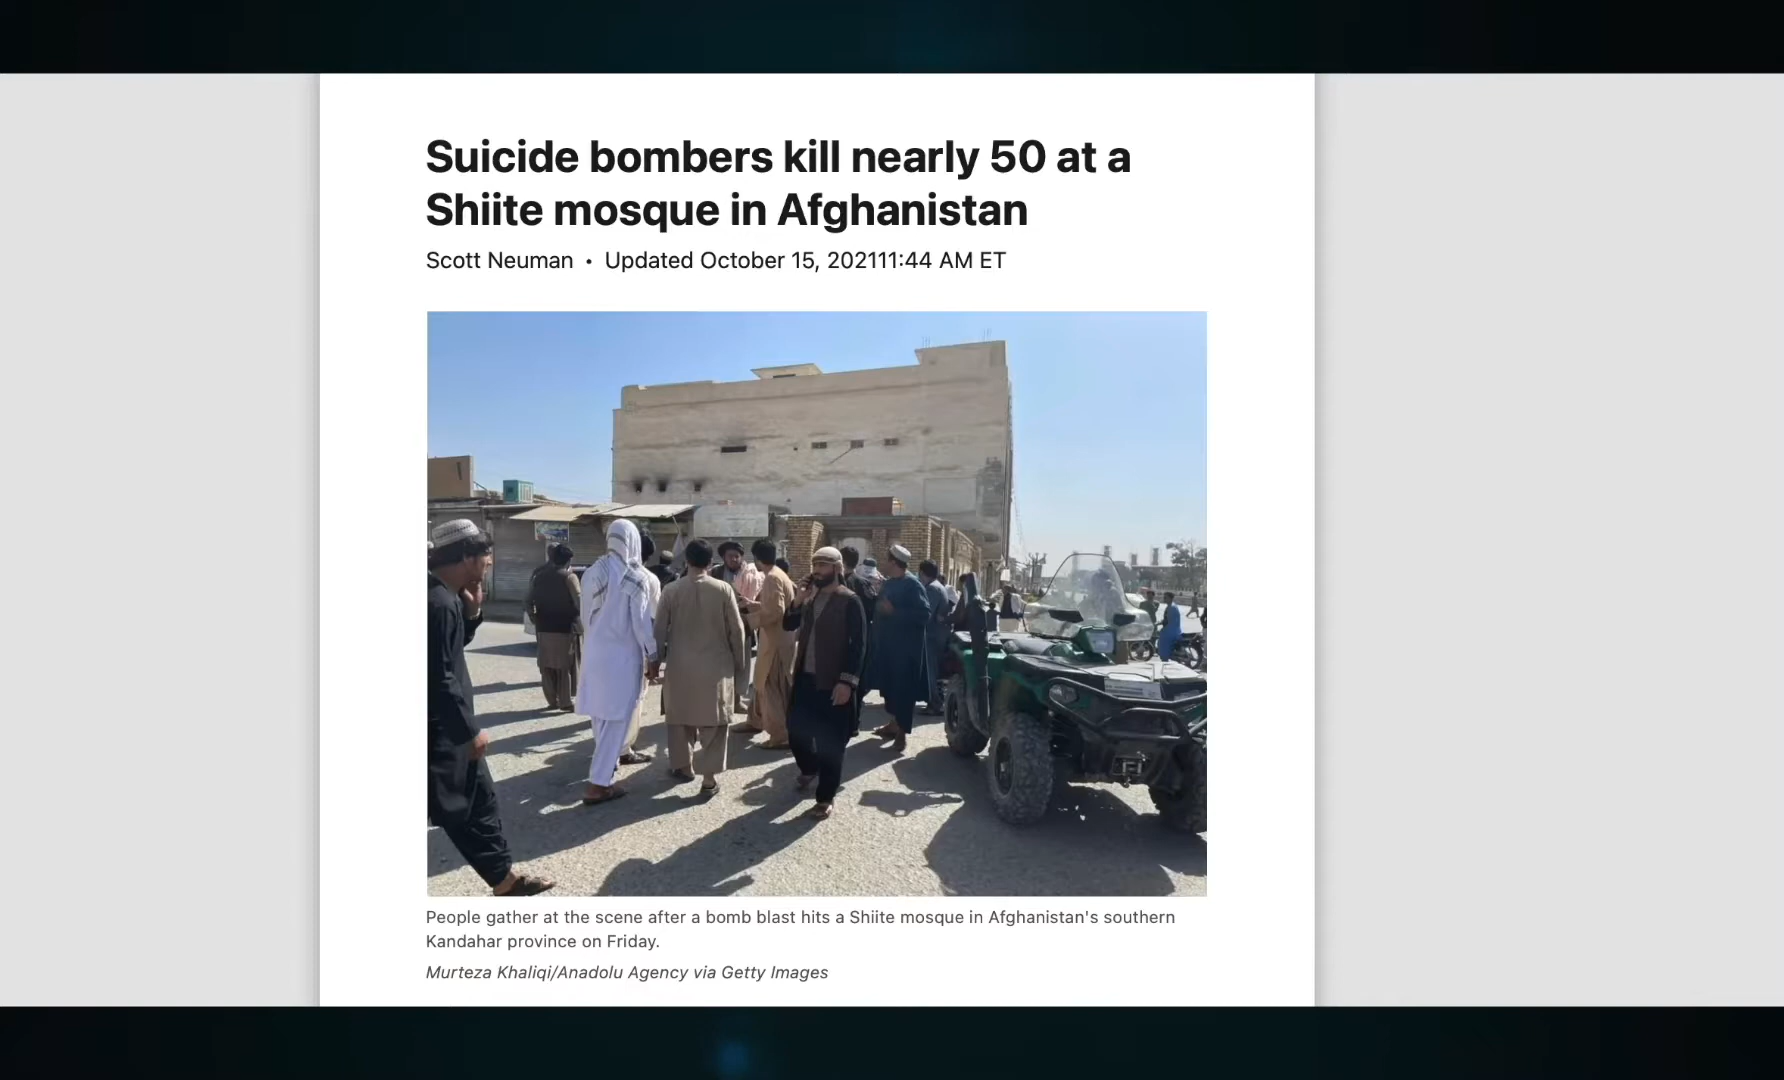 Suicide bombers kill nearly 50 at a
Shiite mosque in Afghanistan
Scott Neuman • Updated October 15, 202111:44 AM ET
People gather at the scene after a bomb blast hits a Shiite mosque in Afghanistan's southern
Kandahar province on Friday.
Murteza Khaliqi/Anadolu Agency via Getty Images